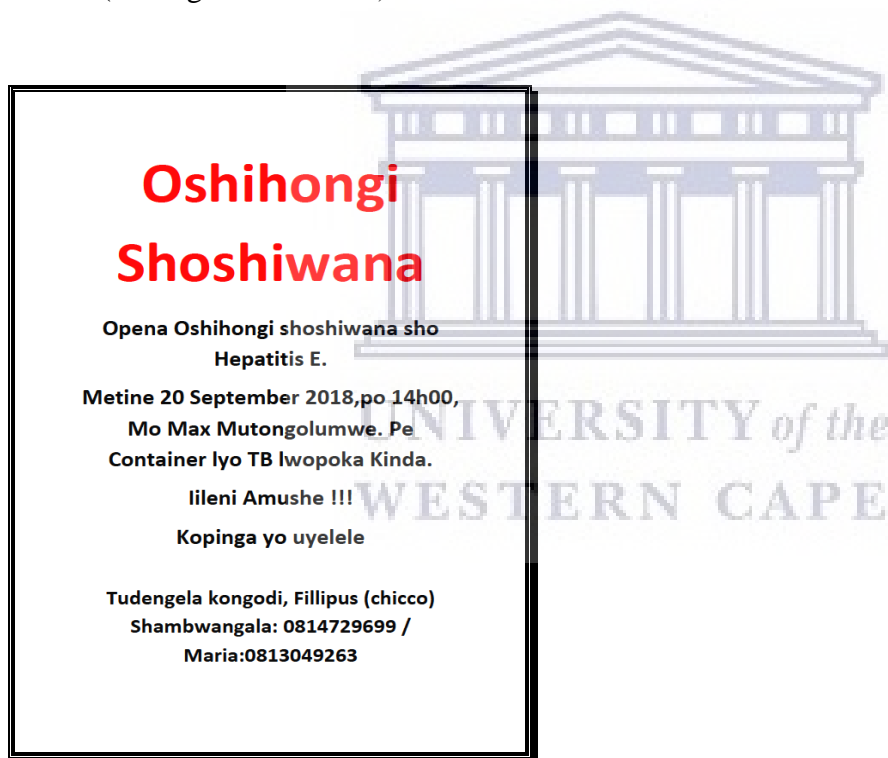 Oshihongi
Shoshiwana
Opena Oshihongi shoshiwana sho
Hepatitis E.
Metine 20 September 2018,po 14h00,
Mo Max Mutongolumwe. Pe
Container lyo TB lwopoka Kinda.
Iileni Amushe !!!
Kopinga yo uyelele
Tudengela kongodi, Fillipus (chicco)
Shambwangala: 0814729699 /
Maria:0813049263
UNIVERSITY of the
WESTERN CAPE